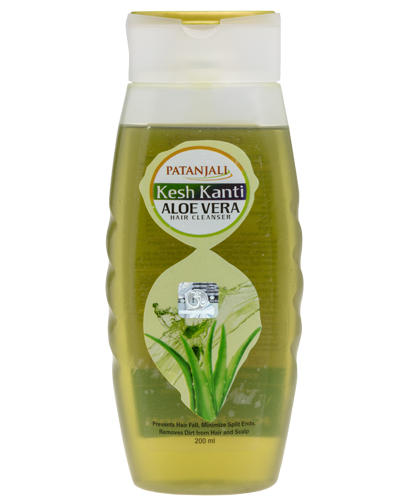 PATANJALI
Kesh Kanti
ALOE VERA
HAIR CLEANSER
Prevents Hair Fall, Minimize Split Ends,
Removes Dirt from Hair and Scalp
200 ml